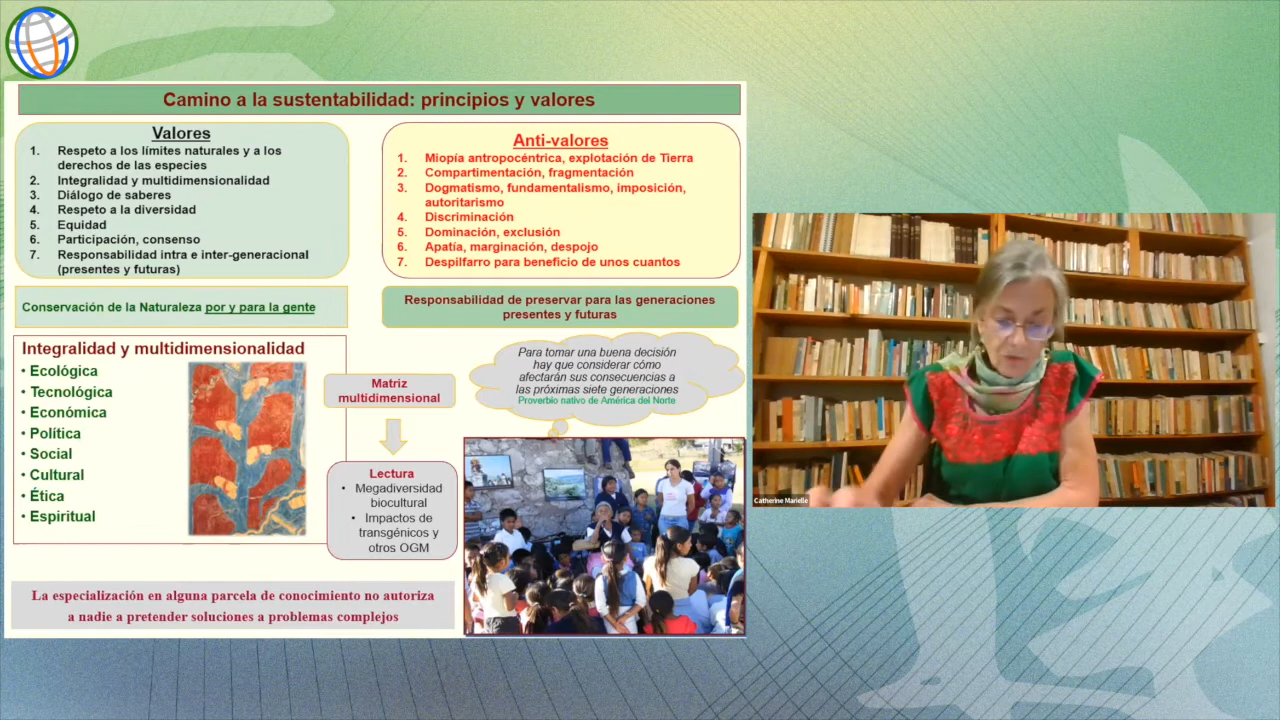 Camino a la sustentabilidad: principios y valores
Valores
1. Respeto a los límites naturales y a los
derechos de las especies
2. Integralidad y multidimensionalidad
3. Diálogo de saberes
4. Respeto a la diversidad
5. Equidad
6. Participación, consenso
7. Responsabilidad intra e inter-generacional
(presentes y futuras)
Anti-valores
1. Miopía antropocéntrica, explotación de Tierra
2. Compartimentación, fragmentación
3. Dogmatismo, fundamentalismo, imposición,
autoritarismo
4. Discriminación
5. Dominación, exclusión
6. Apatía, marginación, despojo
7. Despilfarro para beneficio de unos cuantos
Conservación de la Naturaleza por y para la gente
Responsabilidad de preservar para las generaciones
presentes y futuras
Integralidad y multidimensionalidad
• Ecológica
• Tecnológica
• Económica
• Política
• Social
• Cultural
• Ética
• Espiritual
Matriz
multidimensional
Lectura
• Megadiversidad
biocultural
• Impactos de
transgénicos y
otros OGM
Para tomar una buena decisión
hay que considerar cómo
afectarán sus consecuencias a
las próximas siete generaciones
Proverbio nativo de América del Norte
La especialización en alguna parcela de conocimiento no autoriza
a nadie a pretender soluciones a problemas complejos
Catherine Marielle